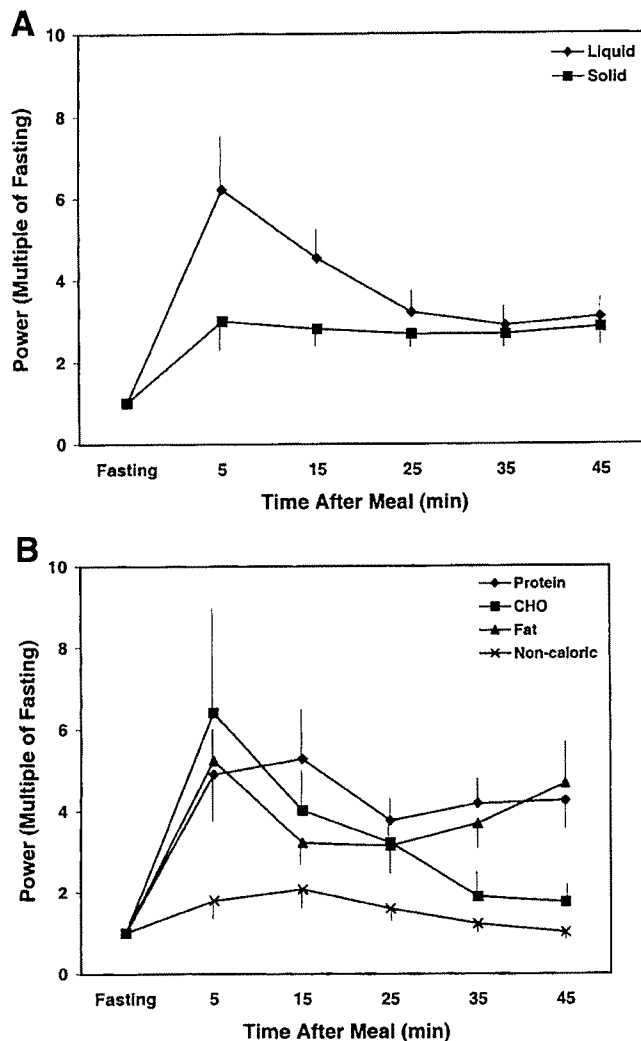 A
10
8
6
4
2
0
Power (Multiple of Fasting)
Liquid
Solid
Fasting 5 15 25 35 45
Time After Meal (min)
B
10
8
6
4
2
0
Power (Multiple of Fasting)
Protein
CHO
Fat
Non-caloric
Fasting 5 15 25 35 45
Time After Meal (min)